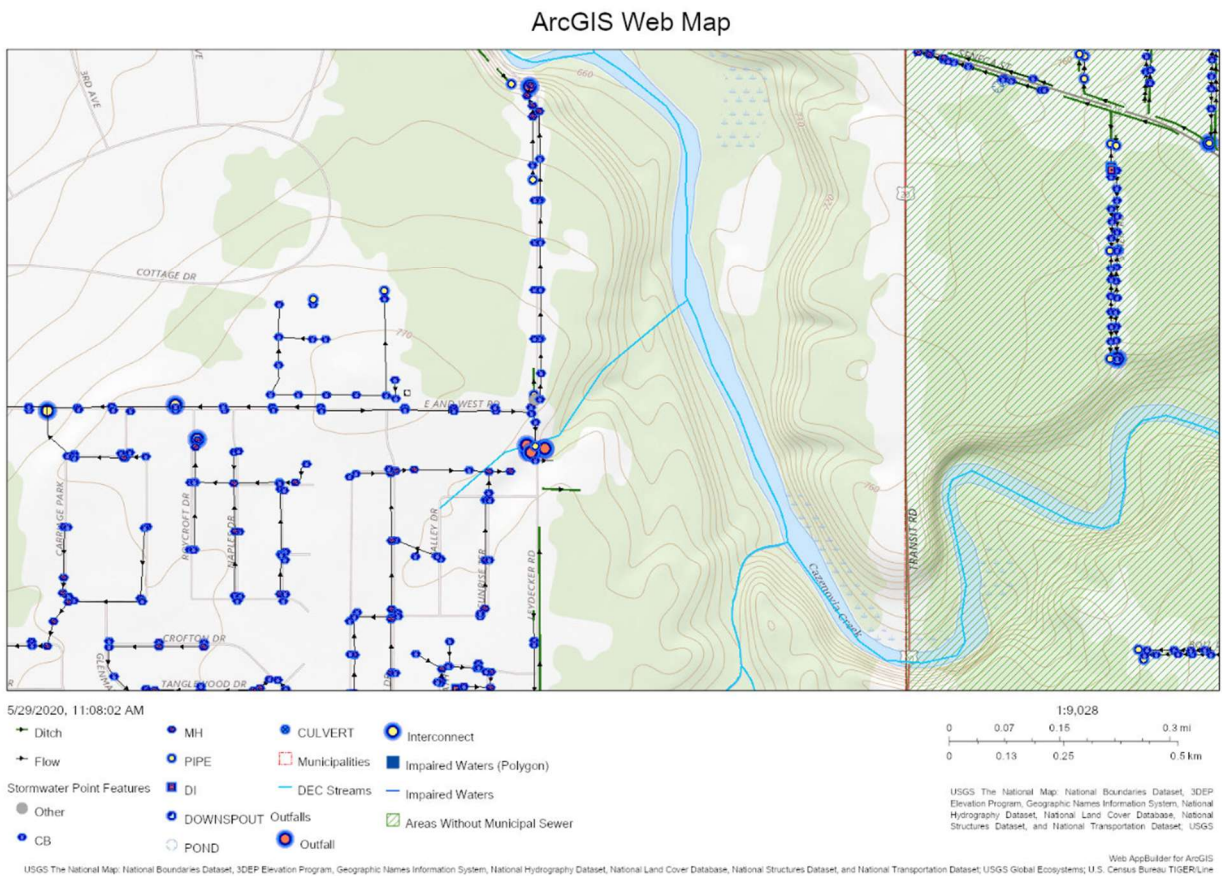 ArcGIS Web Map
3RD AVE
AVE
660
SENECA ST
710
720
COTTAGE DR
770
E AND WEST RD
760
CARRIAGE PARK
ROYCROFT DR
MAPLE DR
LEYDECKER RD
TRANSIT RD
Cazenovia Creek
CROFTON DR
TANGLEWOOD DR
5/29/2020, 11:08:02 AM
Ditch
Flow
Stormwater Point Features
Other
CB
MH
PIPE
DI
DOWNSPOUT
POND
CULVERT
Municipalities
DEC Streams
Outfalls
Outfall
Interconnect
Impaired Waters (Polygon)
Impaired Waters
Areas Without Municipal Sewer
1:9,028
0 0.07 0.15 0.3 mi
0 0.13 0.25 0.5 km
USGS The National Map: National Boundaries Dataset, 3DEP
Elevation Program, Geographic Names Information System, National
Hydrography Dataset, National Land Cover Database, National
Structures Dataset, and National Transportation Dataset; USGS
Web AppBuilder for ArcGIS
USGS The National Map: National Boundaries Dataset, 3DEP Elevation Program, Geographic Names Information System, National Hydrography Dataset, National Land Cover Database, National Structures Dataset, and National Transportation Dataset; USGS Global Ecosystems; U.S. Census Bureau TIGER/Line